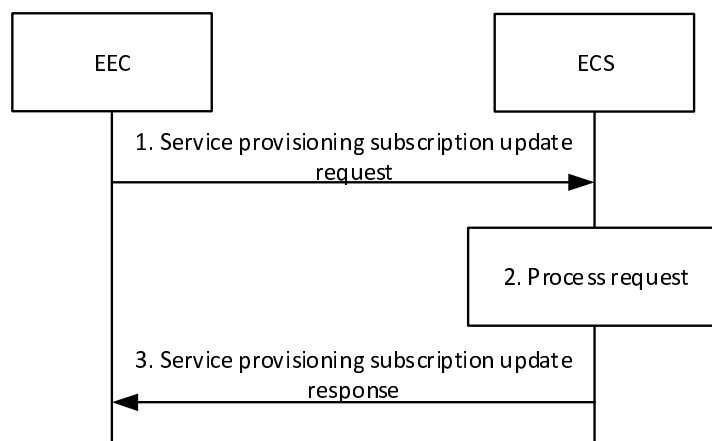 EEC
ECS
1. Service provisioning subscription update
request
2. Process request
3. Service provisioning subscription update
response